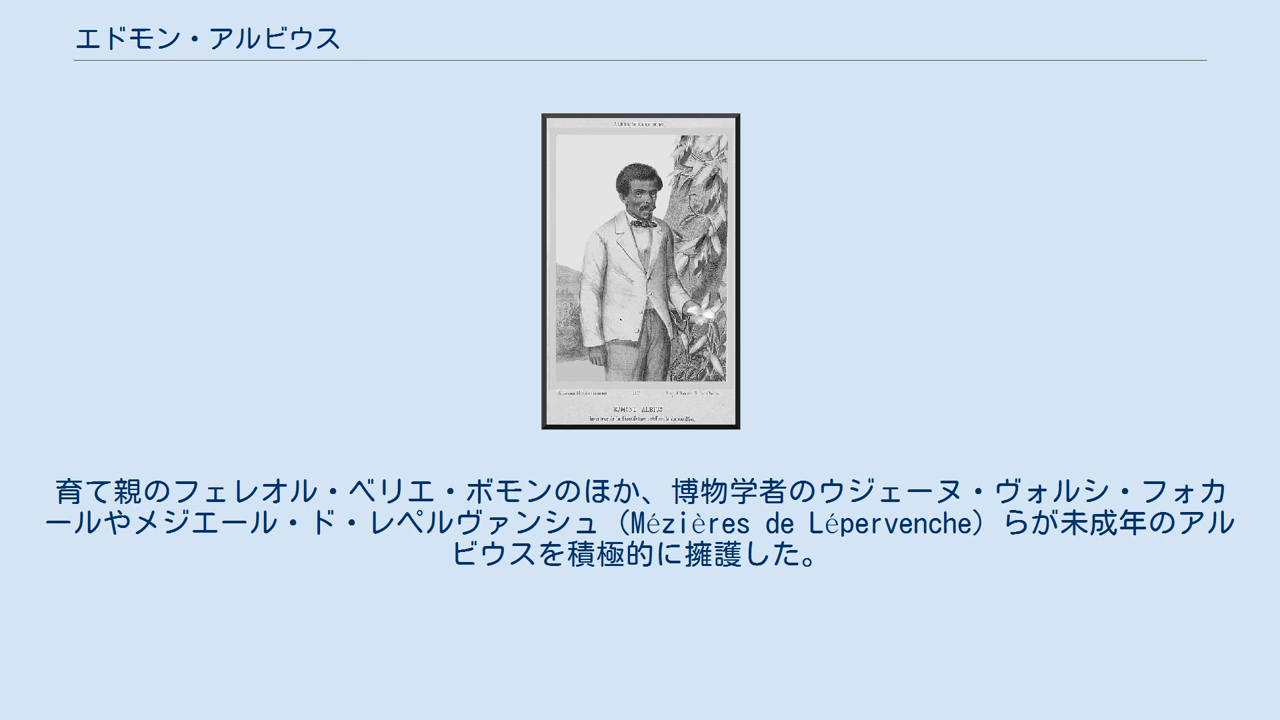 エドモン・アルビウス
EDMOND ALBIUS
育て親のフェレオル・ベリエ・ボモンのほか、博物学者のウジェーヌ・ヴォルシ・フォカ
ールやメジエール・ド・レペルヴァンシュ（Mézières de Lépervenche）らが未成年のアル
ビウスを積極的に擁護した。